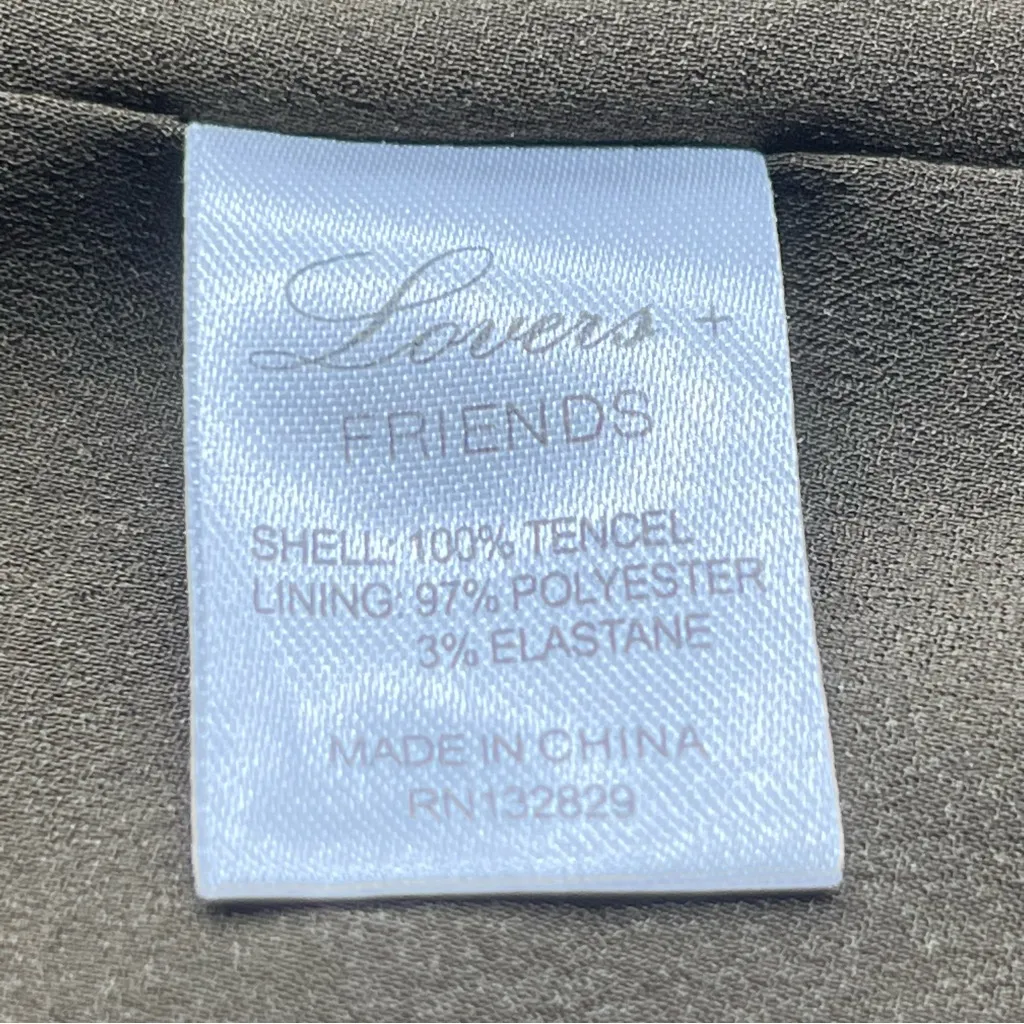 Lovers +
FRIENDS
SHELL: 100% TENCEL
LINING: 97% POLYESTER
3% ELASTANE
MADE IN CHINA
RN132829